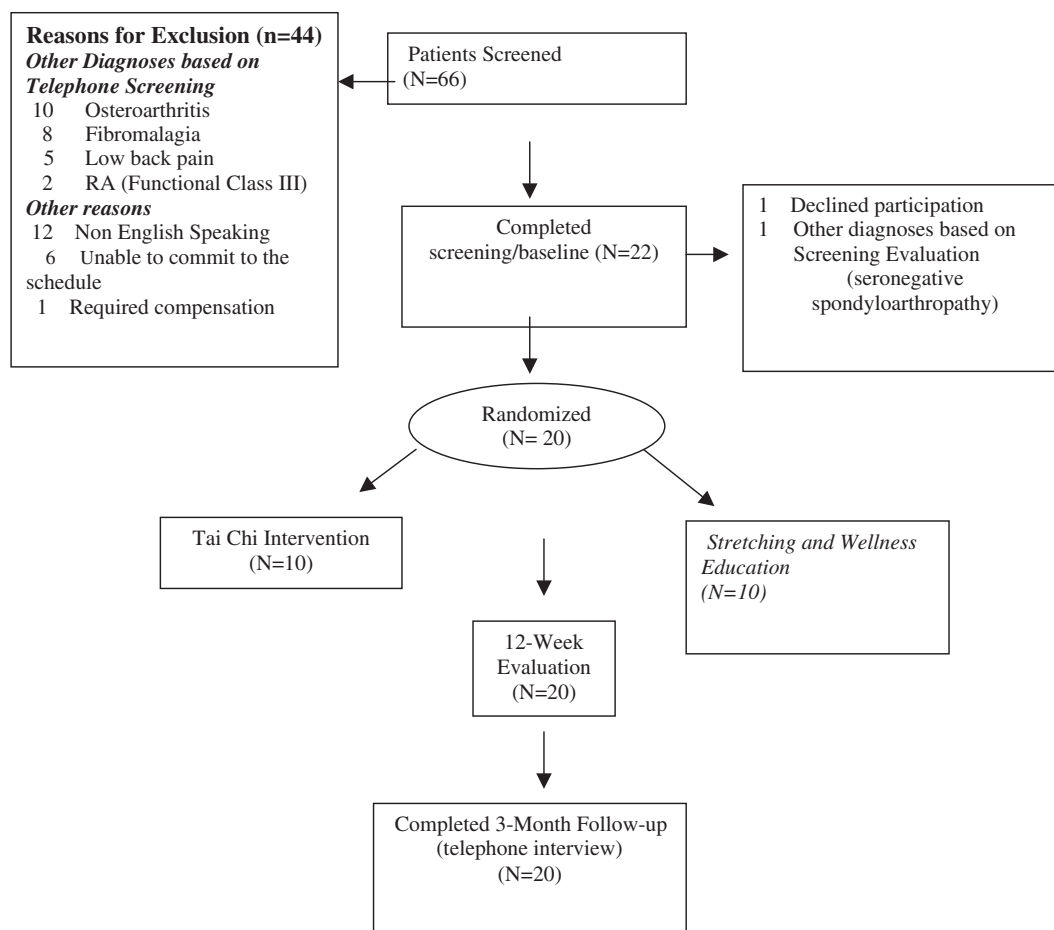 Reasons for Exclusion (n=44)
Other Diagnoses based on
Telephone Screening
10 Osteroarthritis
8 Fibromalagia
5 Low back pain
2 RA (Functional Class III)
Other reasons
12 Non English Speaking
6 Unable to commit to the
schedule
1 Required compensation
Patients Screened
(N=66)
Completed
screening/baseline (N=22)
1 Declined participation
1 Other diagnoses based on
Screening Evaluation
(seronegative
spondyloarthropathy)
Randomized
(N= 20)
Tai Chi Intervention
(N=10)
Stretching and Wellness
Education
(N=10)
12-Week
Evaluation
(N=20)
Completed 3-Month Follow-up
(telephone interview)
(N=20)